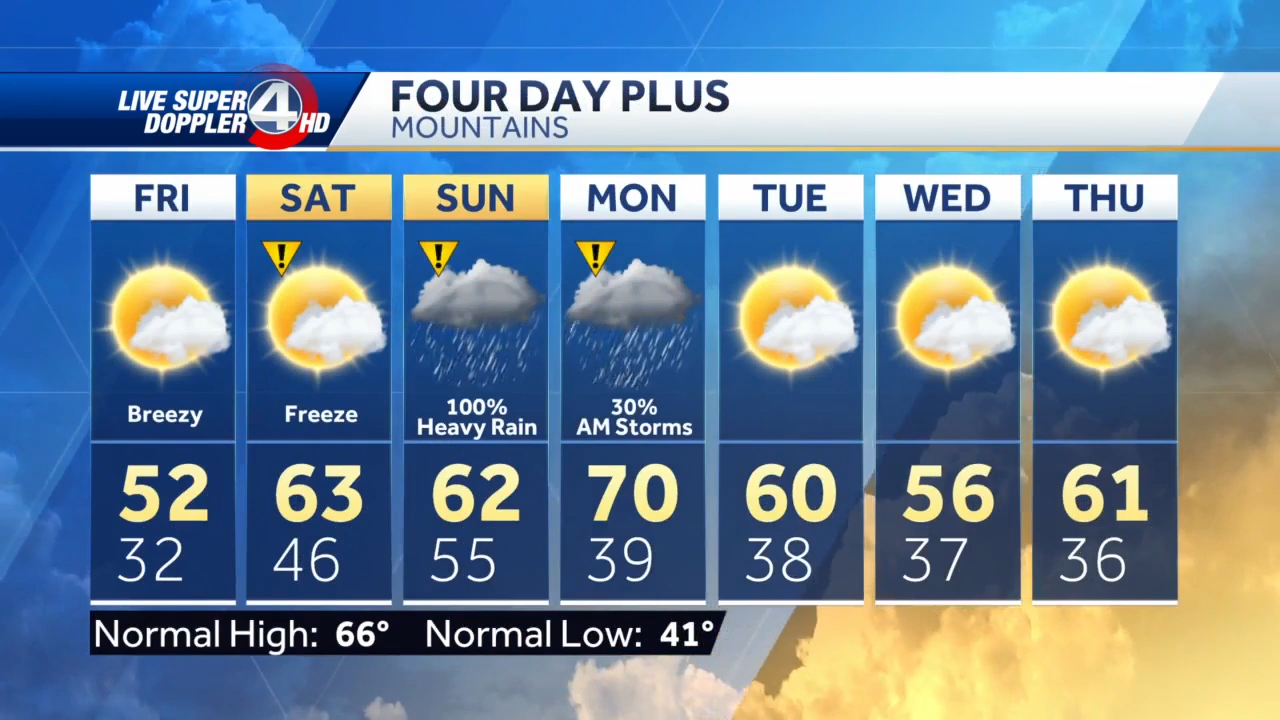 LIVE SUPER
DOPPLER 4 HD
FOUR DAY PLUS
MOUNTAINS
FRI SAT SUN MON TUE WED THU
! ! !
Breezy Freeze 100% 30%
Heavy Rain AM Storms
52 63 62 70 60 56 61
32 46 55 39 38 37 36
Normal High: 66° Normal Low: 41°